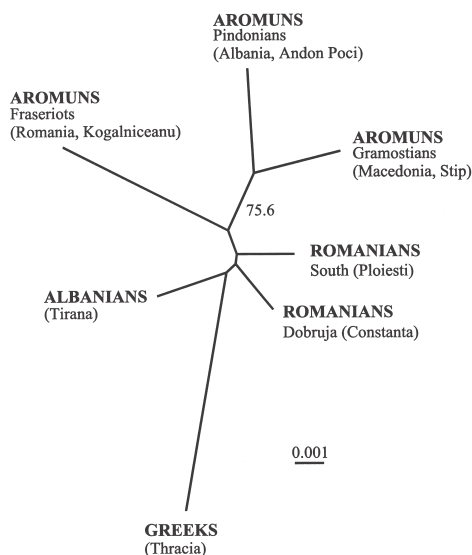 AROMUNS
Pindonians
(Albania, Andon Poci)
AROMUNS
Fraseriots
(Romania, Kogalniceanu)
AROMUNS
Gramostians
(Macedonia, Stip)
75.6
ROMANIANS
South (Ploiesti)
ALBANIANS
(Tirana)
ROMANIANS
Dobruja (Constanta)
0.001
GREEKS
(Thracia)